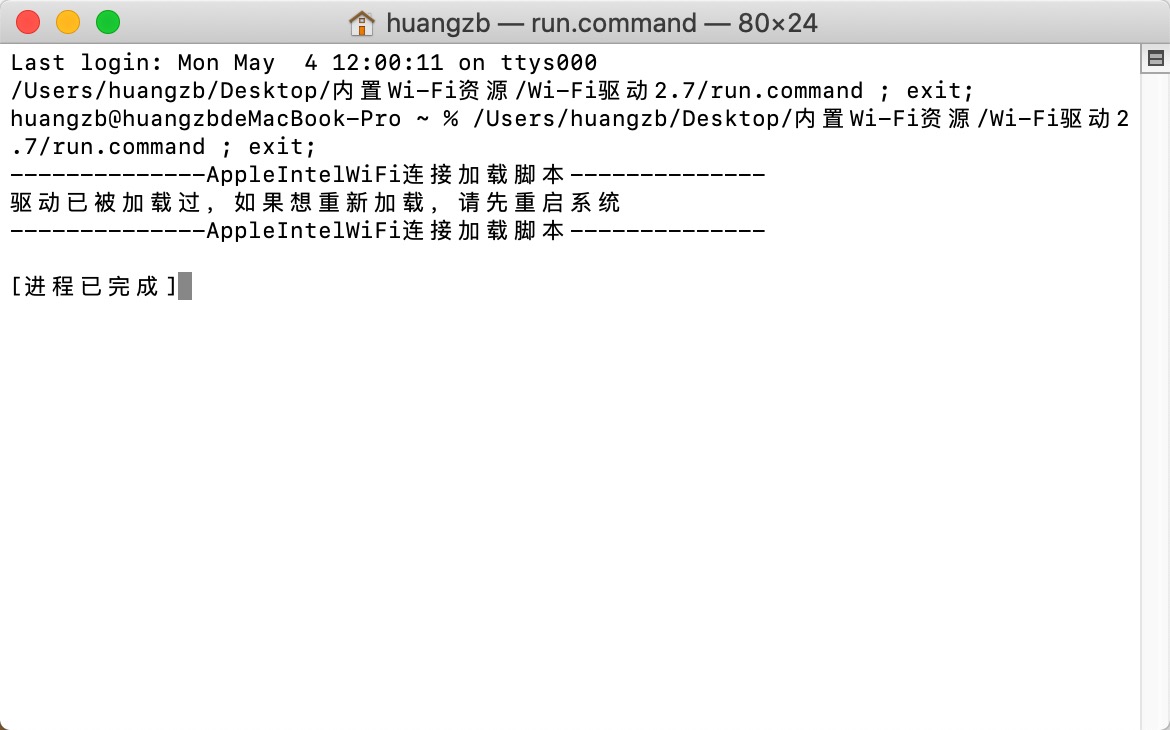 huangzb — run.command — 80×24
Last login: Mon May  4 12:00:11 on ttys000
/Users/huangzb/Desktop/内置Wi-Fi资源/Wi-Fi驱动2.7/run.command ; exit;
huangzb@huangzbdeMacBook-Pro ~ % /Users/huangzb/Desktop/内置Wi-Fi资源/Wi-Fi驱动2
.7/run.command ; exit;
--------------AppleIntelWiFi连接加载脚本--------------
驱动已被加载过，如果想重新加载，请先重启系统
--------------AppleIntelWiFi连接加载脚本--------------
[进程已完成]